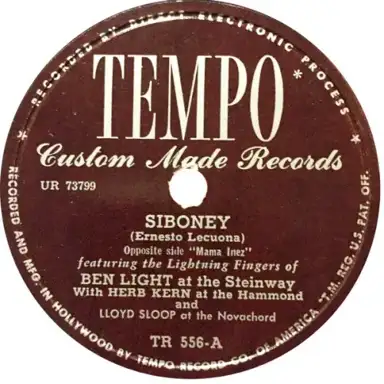 * RECORDED BY DIRECT ELECTRONIC PROCESS *
TEMPO
Custom Made Records
UR 73799
SIBONEY
(Ernesto Lecuona)
Opposite side "Mama Inez"
featuring the Lightning Fingers of
BEN LIGHT at the Steinway
With HERB KERN at the Hammond
and
LLOYD SLOOP at the Novachord
TR 556-A
RECORDED AND MFG. IN HOLLYWOOD BY TEMPO RECORD CO. OF AMERICA "T.M. REG. U.S. PAT. OFF.